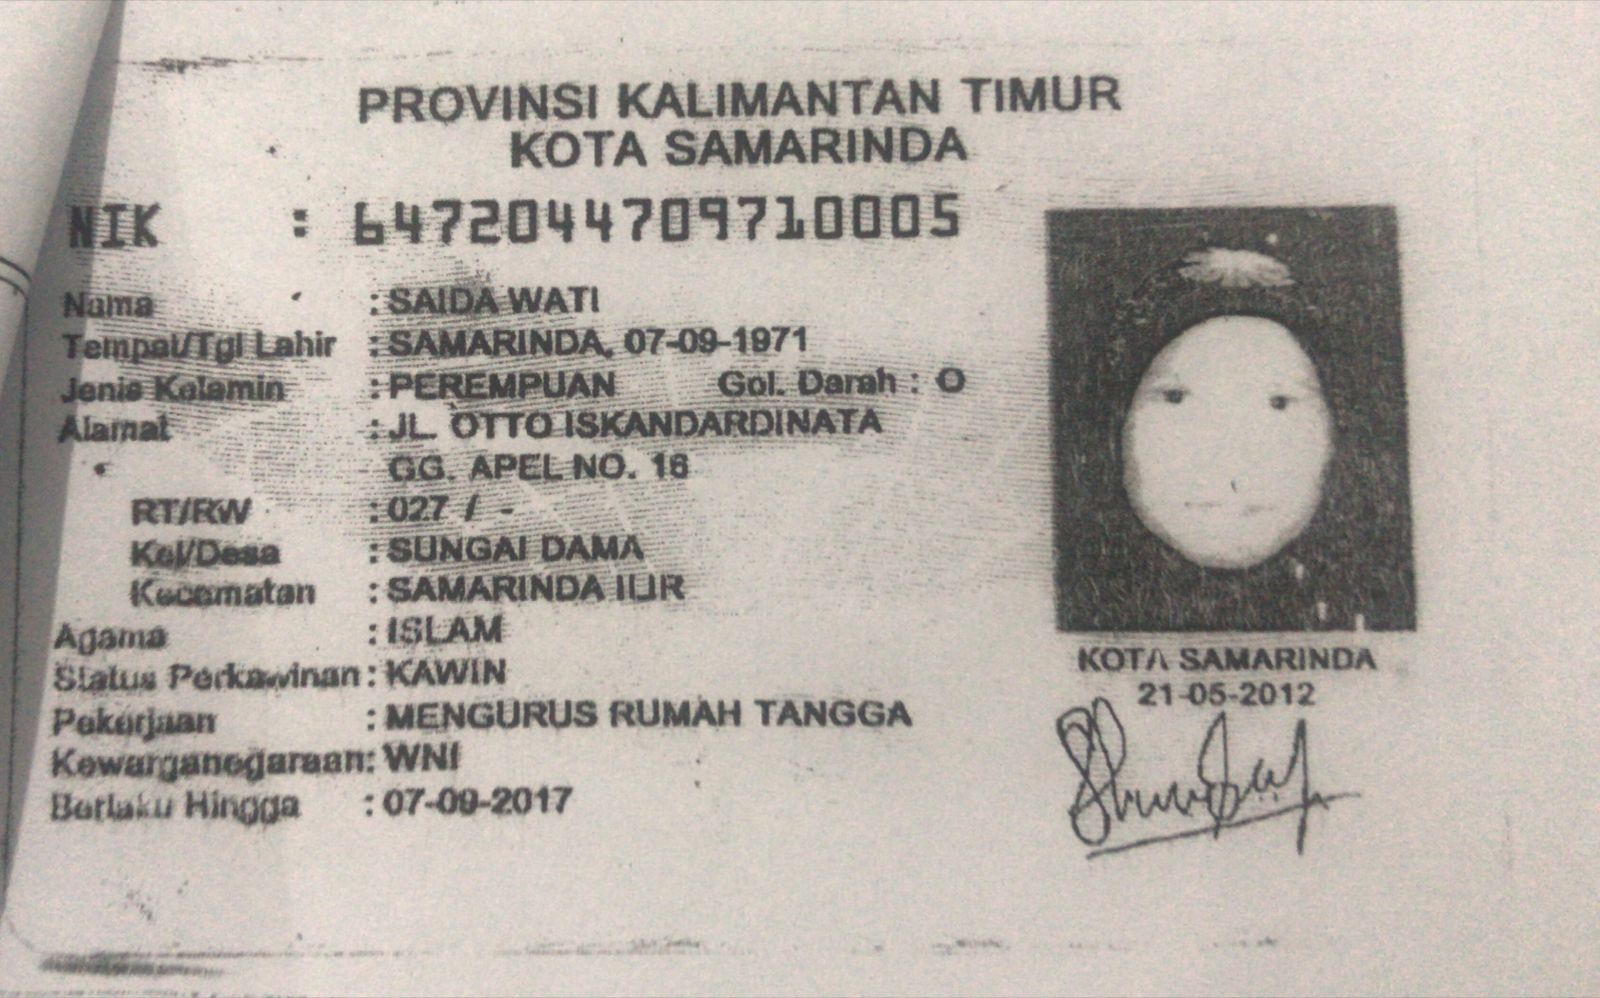 PROVINSI KALIMANTAN TIMUR
KOTA SAMARINDA
NIK : 6472044709710005
Nama : SAIDA WATI
Tempat/Tgl Lahir : SAMARINDA, 07-09-1971
Jenis Kelamin : PEREMPUAN Gol. Darah : O
Alamat : JL. OTTO ISKANDARDINATA
GG. APEL NO. 16
RT/RW : 027 / -
Kel/Desa : SUNGAI DAMA
Kecamatan : SAMARINDA ILIR
Agama : ISLAM
Status Perkawinan : KAWIN
Pekerjaan : MENGURUS RUMAH TANGGA
Kewarganegaraan: WNI
Berlaku Hingga : 07-09-2017
KOTA SAMARINDA
21-05-2012